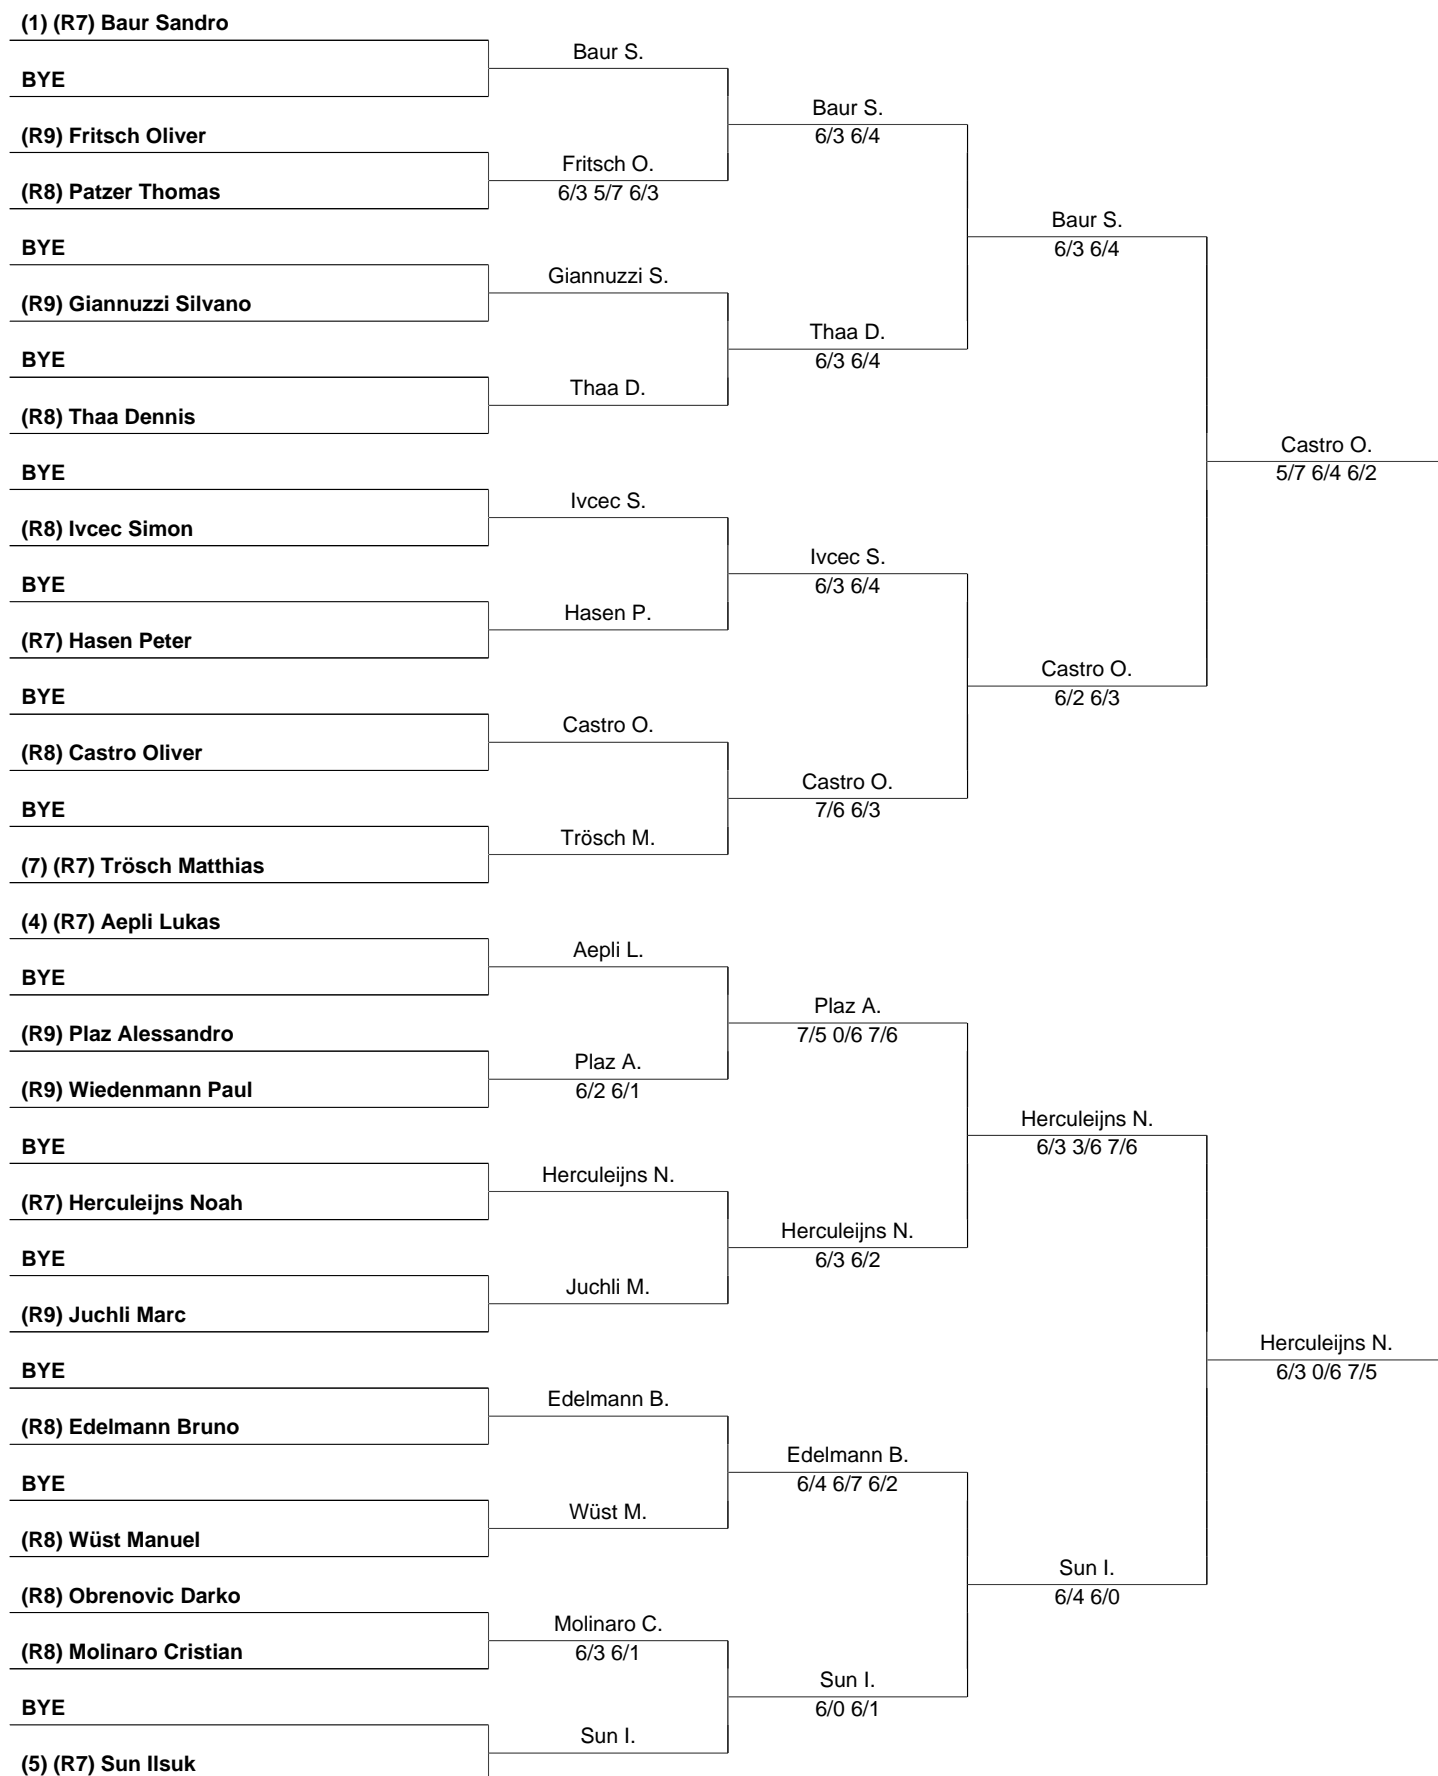 (1) (R7) Baur Sandro
Baur S.
BYE
Baur S.
6/3 6/4
(R9) Fritsch Oliver
Fritsch O.
6/3 5/7 6/3
(R8) Patzer Thomas
Baur S.
6/3 6/4
BYE
Giannuzzi S.
(R9) Giannuzzi Silvano
Thaa D.
6/3 6/4
BYE
Thaa D.
(R8) Thaa Dennis
Castro O.
5/7 6/4 6/2
BYE
Ivcec S.
(R8) Ivcec Simon
Ivcec S.
6/3 6/4
BYE
Hasen P.
(R7) Hasen Peter
Castro O.
6/2 6/3
BYE
Castro O.
(R8) Castro Oliver
Castro O.
7/6 6/3
BYE
Trösch M.
(7) (R7) Trösch Matthias
(4) (R7) Aepli Lukas
Aepli L.
BYE
Plaz A.
7/5 0/6 7/6
(R9) Plaz Alessandro
Plaz A.
6/2 6/1
(R9) Wiedenmann Paul
Herculeijns N.
6/3 3/6 7/6
BYE
Herculeijns N.
(R7) Herculeijns Noah
Herculeijns N.
6/3 6/2
BYE
Juchli M.
(R9) Juchli Marc
Herculeijns N.
6/3 0/6 7/5
BYE
Edelmann B.
(R8) Edelmann Bruno
Edelmann B.
6/4 6/7 6/2
BYE
Wüst M.
(R8) Wüst Manuel
Sun I.
6/4 6/0
(R8) Obrenovic Darko
Molinaro C.
6/3 6/1
(R8) Molinaro Cristian
Sun I.
6/0 6/1
BYE
Sun I.
(5) (R7) Sun Ilsuk